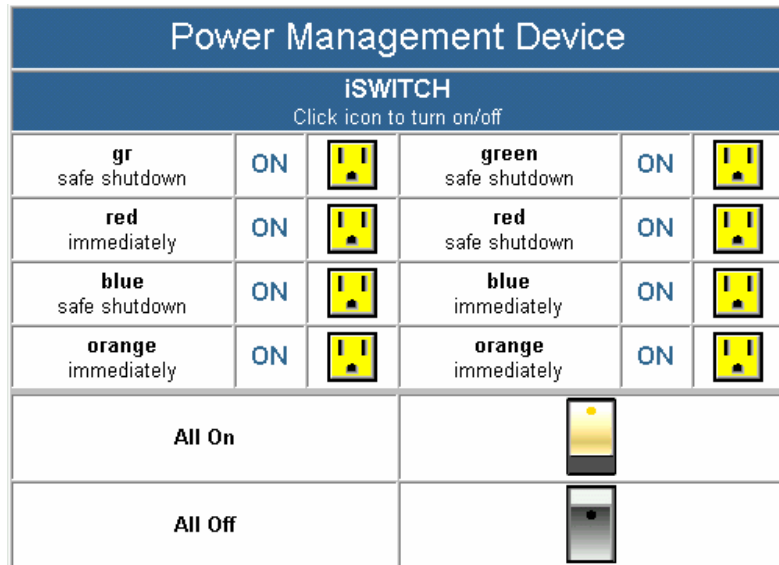 Power Management Device
iSWITCH
Click icon to turn on/off
gr
safe shutdown
ON
green
safe shutdown
ON
red
immediately
ON
red
safe shutdown
ON
blue
safe shutdown
ON
blue
immediately
ON
orange
immediately
ON
orange
immediately
ON
All On
All Off